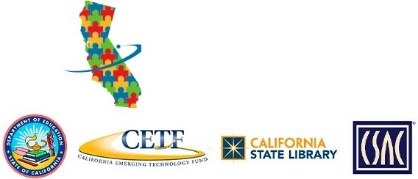 DEPARTMENT OF EDUCATION
STATE OF CALIFORNIA
CETF
CALIFORNIA EMERGING TECHNOLOGY FUND
CALIFORNIA
STATE LIBRARY
CSAC